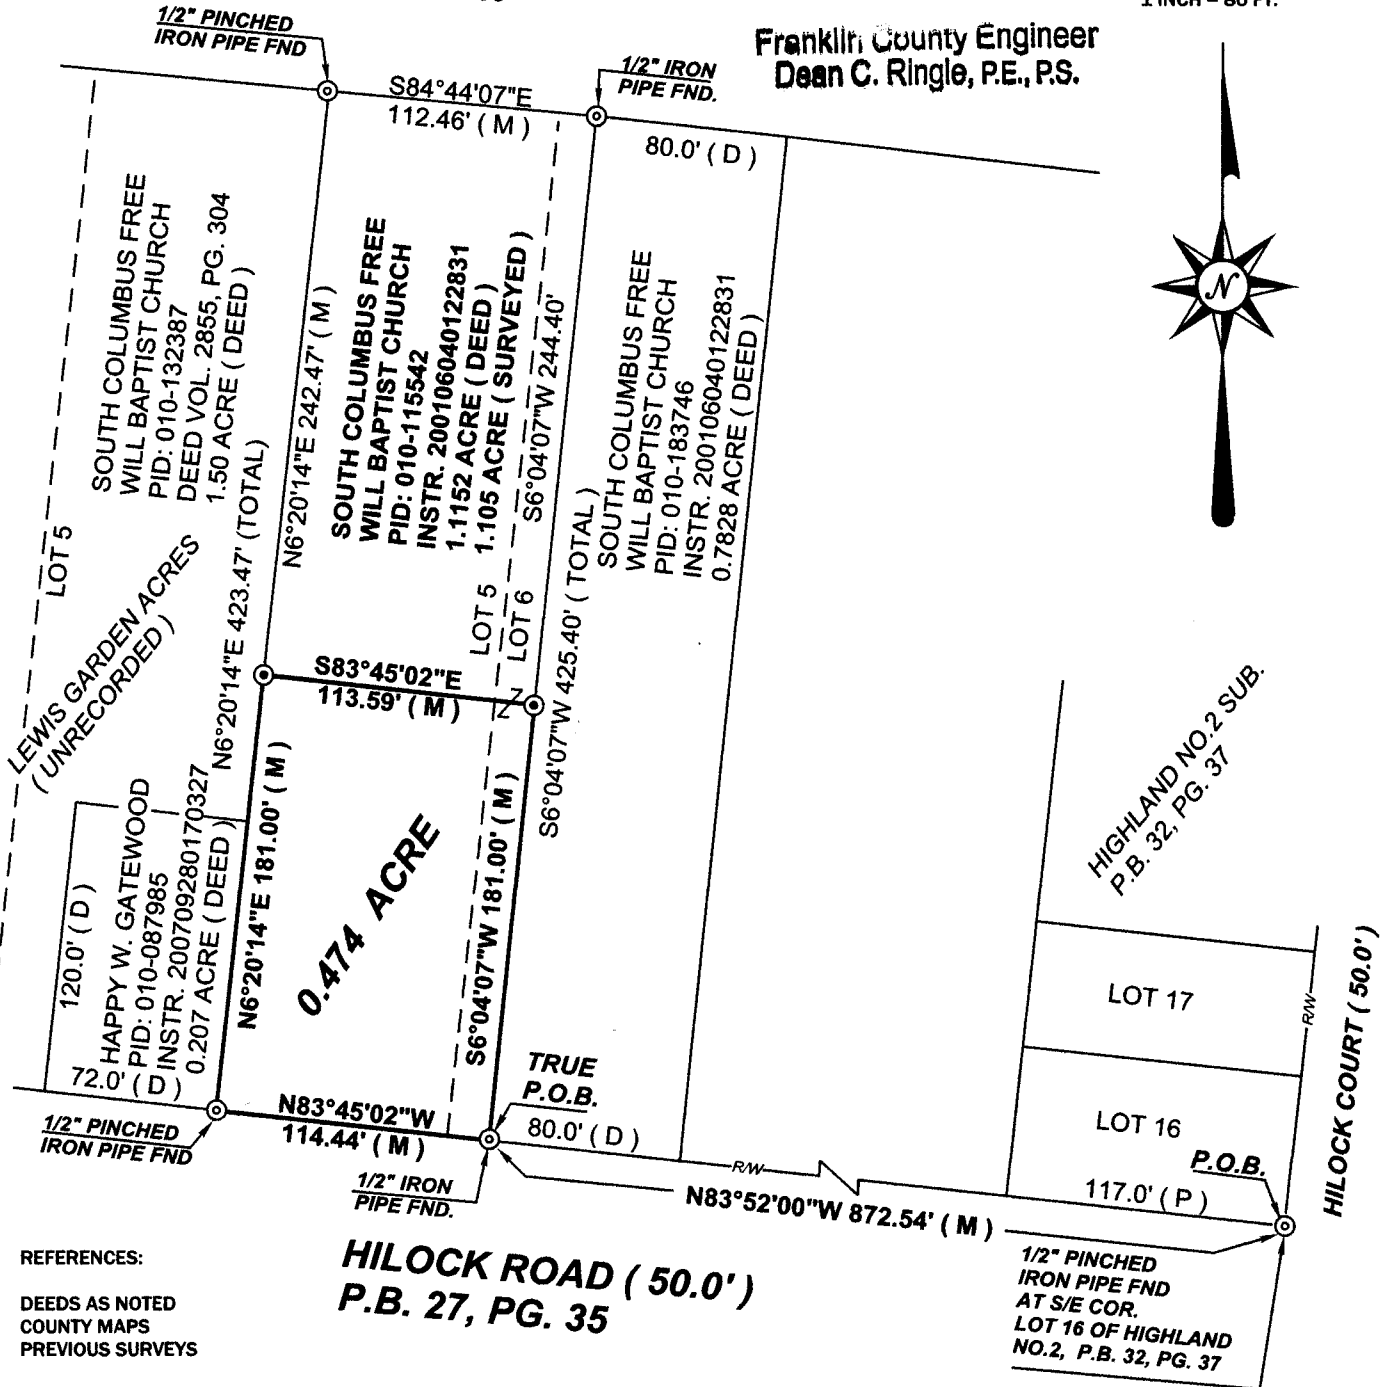 1/2" PINCHED
IRON PIPE FND
Franklin County Engineer
Dean C. Ringle, P.E., P.S.
1/2" IRON
PIPE FND.
S84°44'07"E
112.46' ( M )
80.0' ( D )
SOUTH COLUMBUS FREE
WILL BAPTIST CHURCH
PID: 010-132387
DEED VOL. 2855, PG. 304
1.50 ACRE ( DEED )
N6°20'14"E 242.47' ( M )
N6°20'14"E 423.47' (TOTAL)
SOUTH COLUMBUS FREE
WILL BAPTIST CHURCH
PID: 010-115542
INSTR. 200106040122831
1.1152 ACRE ( DEED )
1.105 ACRE ( SURVEYED )
S6°04'07"W 244.40'
SOUTH COLUMBUS FREE
WILL BAPTIST CHURCH
PID: 010-183746
INSTR. 200106040122831
0.7828 ACRE ( DEED )
S6°04'07"W 425.40' ( TOTAL )
N
LOT 5
LOT 5
LOT 6
LEWIS GARDEN ACRES
( UNRECORDED )
S83°45'02"E
113.59' ( M )
Z
Z
N6°20'14"E 181.00' ( M )
0.474 ACRE
S6°04'07"W 181.00' ( M )
120.0' ( D )
HAPPY W. GATEWOOD
PID: 010-087985
INSTR. 200709280170327
0.207 ACRE ( DEED )
72.0' ( D )
HIGHLAND NO.2 SUB.
P.B. 32, PG. 37
LOT 17
LOT 16
R/W
HILOCK COURT ( 50.0' )
TRUE
P.O.B.
N83°45'02"W
114.44' ( M )
80.0' ( D )
R/W
117.0' ( P )
P.O.B.
1/2" PINCHED
IRON PIPE FND
1/2" IRON
PIPE FND.
N83°52'00"W 872.54' ( M )
1/2" PINCHED
IRON PIPE FND
AT S/E COR.
LOT 16 OF HIGHLAND
NO.2, P.B. 32, PG. 37
HILOCK ROAD ( 50.0' )
P.B. 27, PG. 35
REFERENCES:
DEEDS AS NOTED
COUNTY MAPS
PREVIOUS SURVEYS